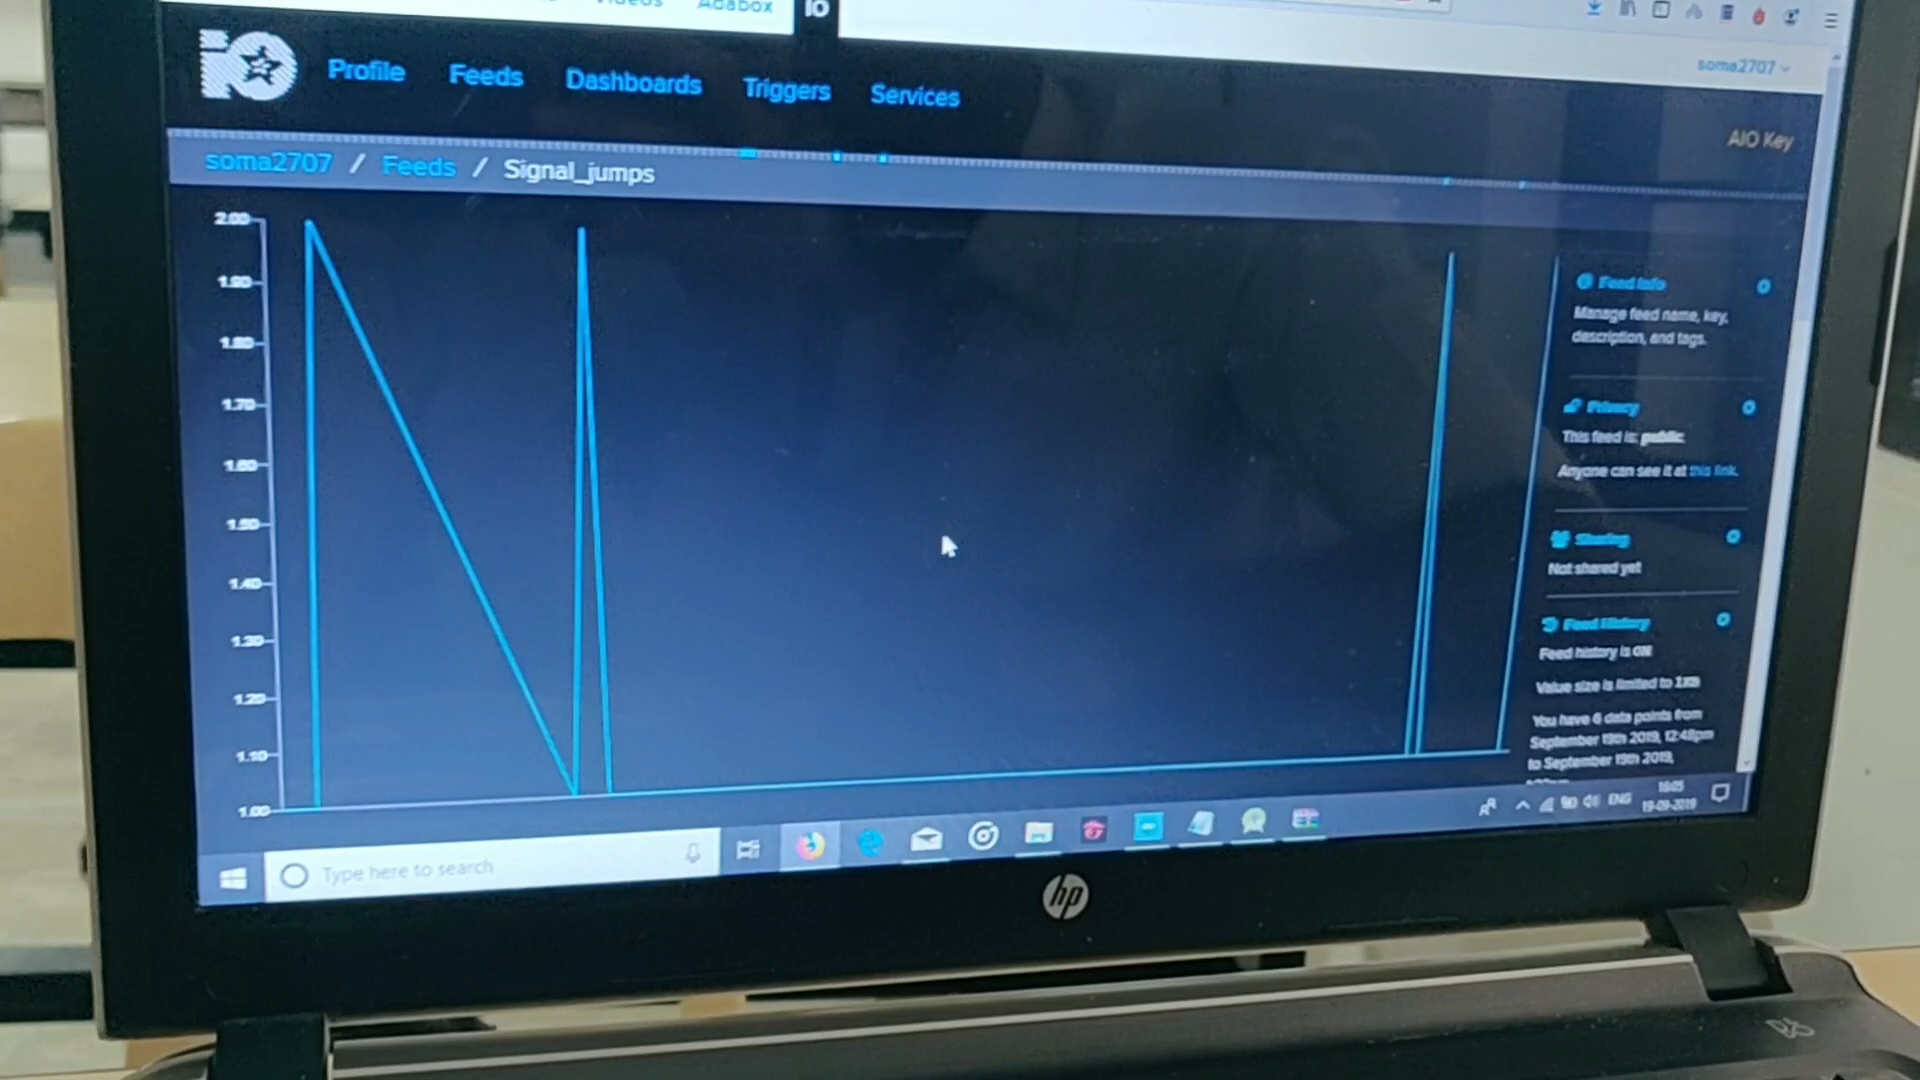 Videos Adabox IO
soma2707
Profile Feeds Dashboards Triggers Services
AIO Key
soma2707 / Feeds / Signal_jumps
2.00
1.90
1.80
1.70
1.60
1.50
1.40
1.30
1.20
1.10
1.00
Feed Info
Manage feed name, key,
description, and tags.
Privacy
This feed is: public.
Anyone can see it at this link.
Sharing
Not shared yet
Feed History
Feed history is ON
Value size is limited to
You have 6 data points from
September 19th 2019, 12:48pm
to September 19th 2019,
Type here to search
ENG
19-09-2019
hp